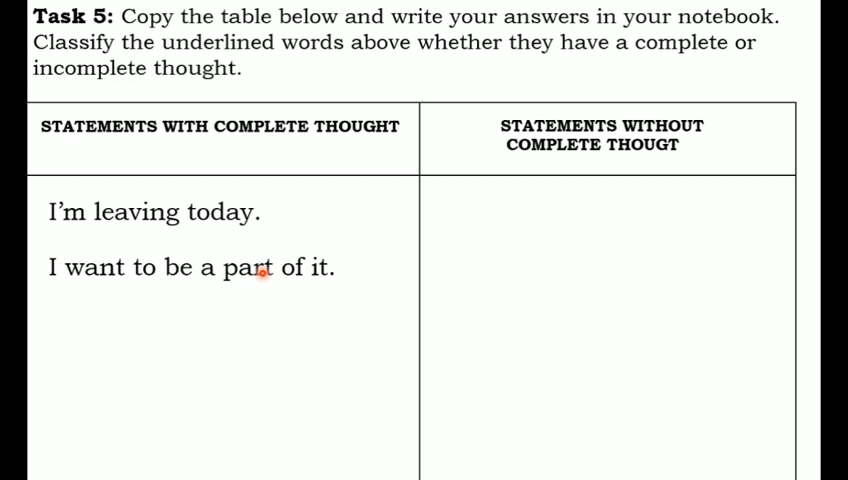 Task 5: Copy the table below and write your answers in your notebook.
Classify the underlined words above whether they have a complete or
incomplete thought.
STATEMENTS WITH COMPLETE THOUGHT
STATEMENTS WITHOUT
COMPLETE THOUGT
I'm leaving today.
I want to be a part of it.